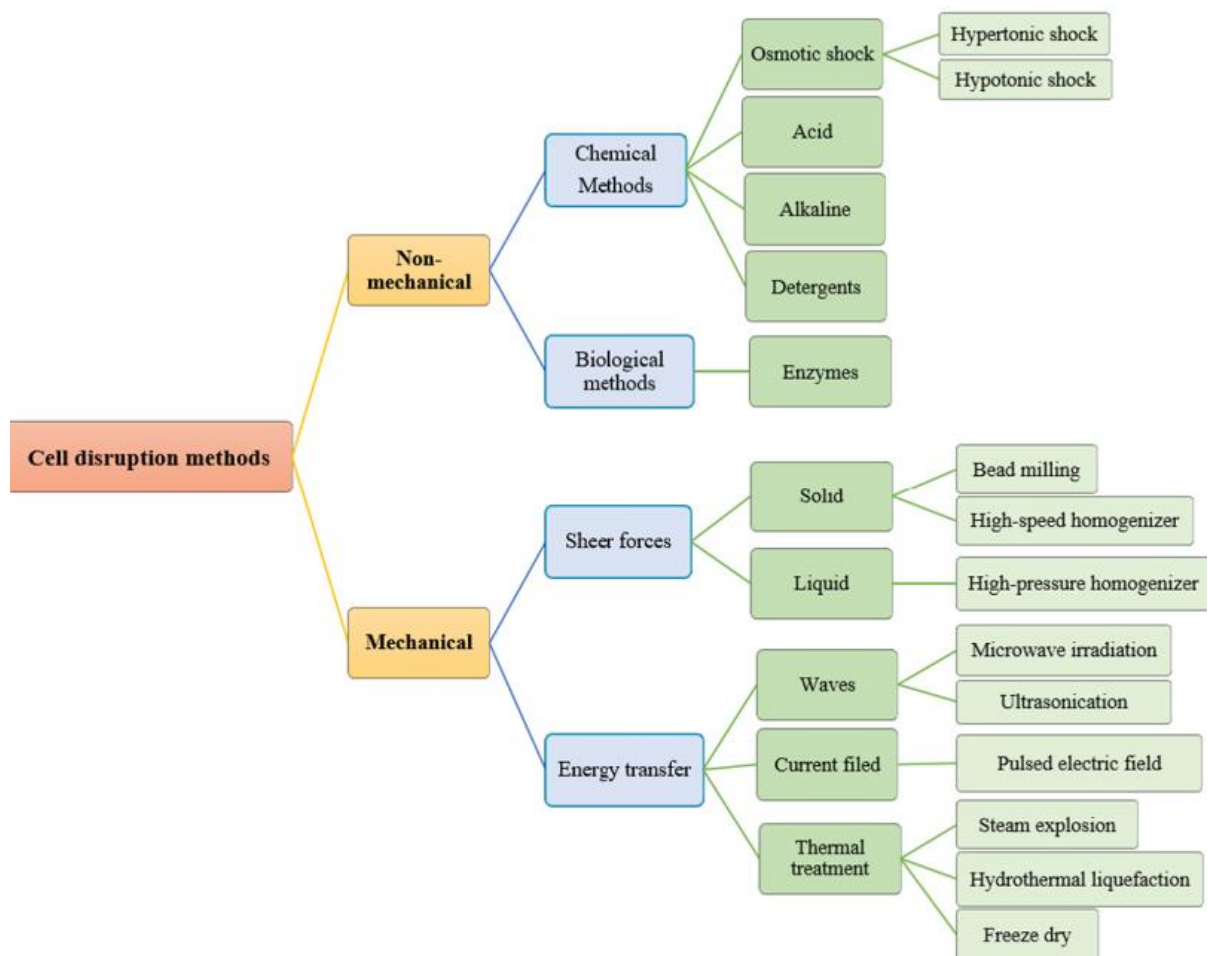 Cell disruption methods
Non-
mechanical
Chemical
Methods
Osmotic shock
Hypertonic shock
Hypotonic shock
Acid
Alkaline
Detergents
Biological
methods
Enzymes
Mechanical
Sheer forces
Solid
Bead milling
High-speed homogenizer
Liquid
High-pressure homogenizer
Energy transfer
Waves
Microwave irradiation
Ultrasonication
Current filed
Pulsed electric field
Thermal
treatment
Steam explosion
Hydrothermal liquefaction
Freeze dry